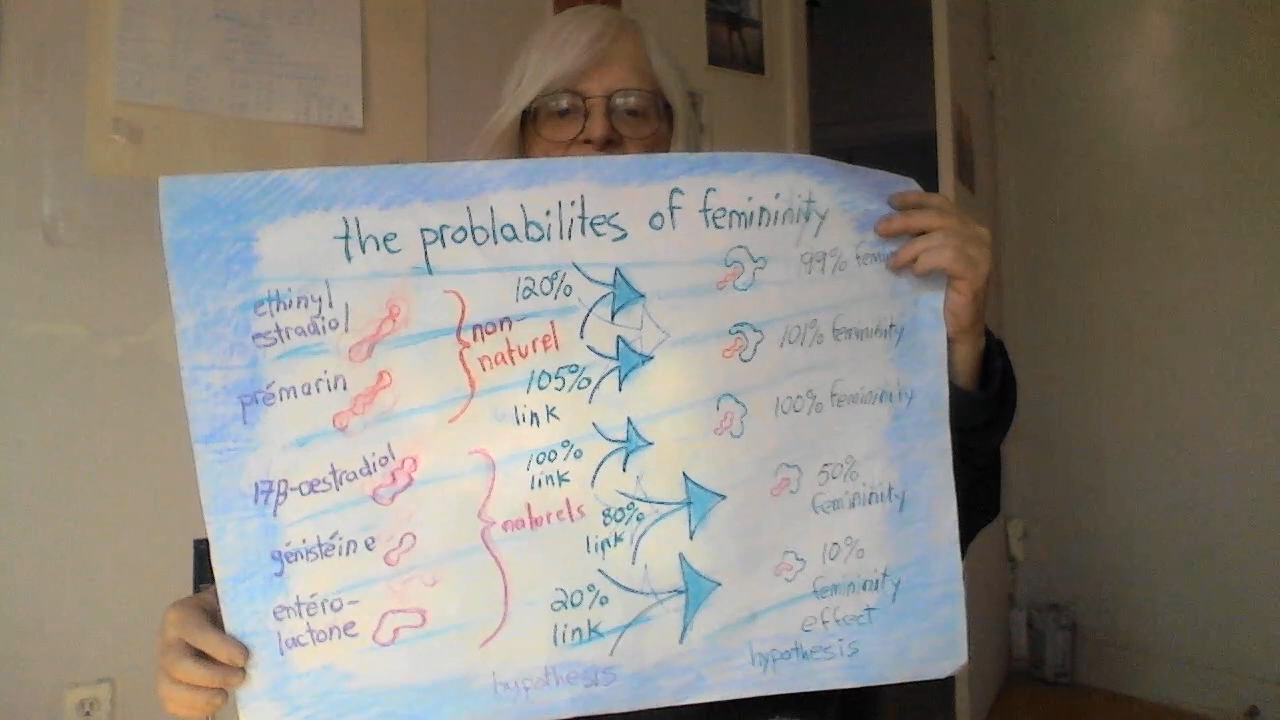 the problabilites of femininity
ethinyl
estradiol
prémarin
17β-oestradiol
génistéine
entéro-
lactone
non-
naturel
naturels
120%
105%
link
100%
link
80%
link
20%
link
hypothesis
99%
101% femininity
100% femininity
50%
femininity
10%
femininity
effect
hypothesis